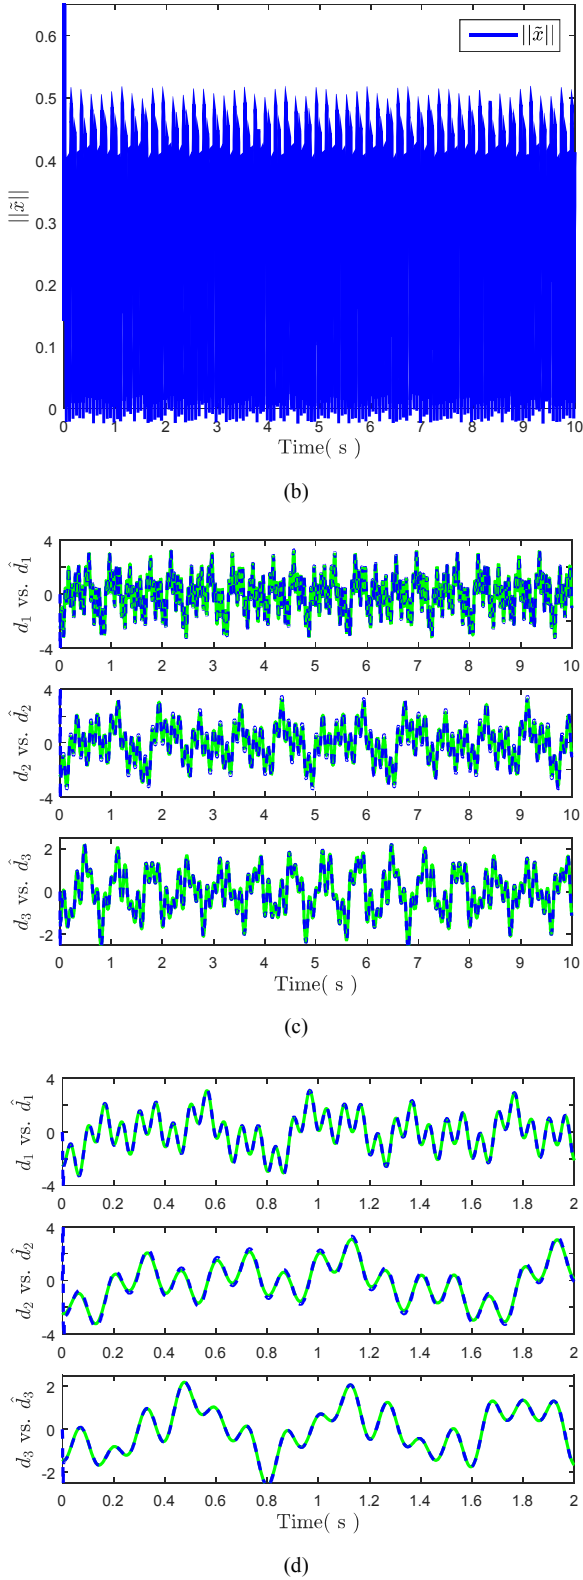 0.6
0.5
0.4
0.3
0.2
0.1
0
||x̃||
||x̃||
0 1 2 3 4 5 6 7 8 9 10
Time( s )
(b)
4
0
-4
d₁ vs. d̂₁
0 1 2 3 4 5 6 7 8 9 10
4
0
-4
d₂ vs. d̂₂
0 1 2 3 4 5 6 7 8 9 10
2
0
-2
d₃ vs. d̂₃
0 1 2 3 4 5 6 7 8 9 10
Time( s )
(c)
4
0
-4
d₁ vs. d̂₁
0 0.2 0.4 0.6 0.8 1 1.2 1.4 1.6 1.8 2
4
0
-4
d₂ vs. d̂₂
0 0.2 0.4 0.6 0.8 1 1.2 1.4 1.6 1.8 2
2
0
-2
d₃ vs. d̂₃
0 0.2 0.4 0.6 0.8 1 1.2 1.4 1.6 1.8 2
Time( s )
(d)